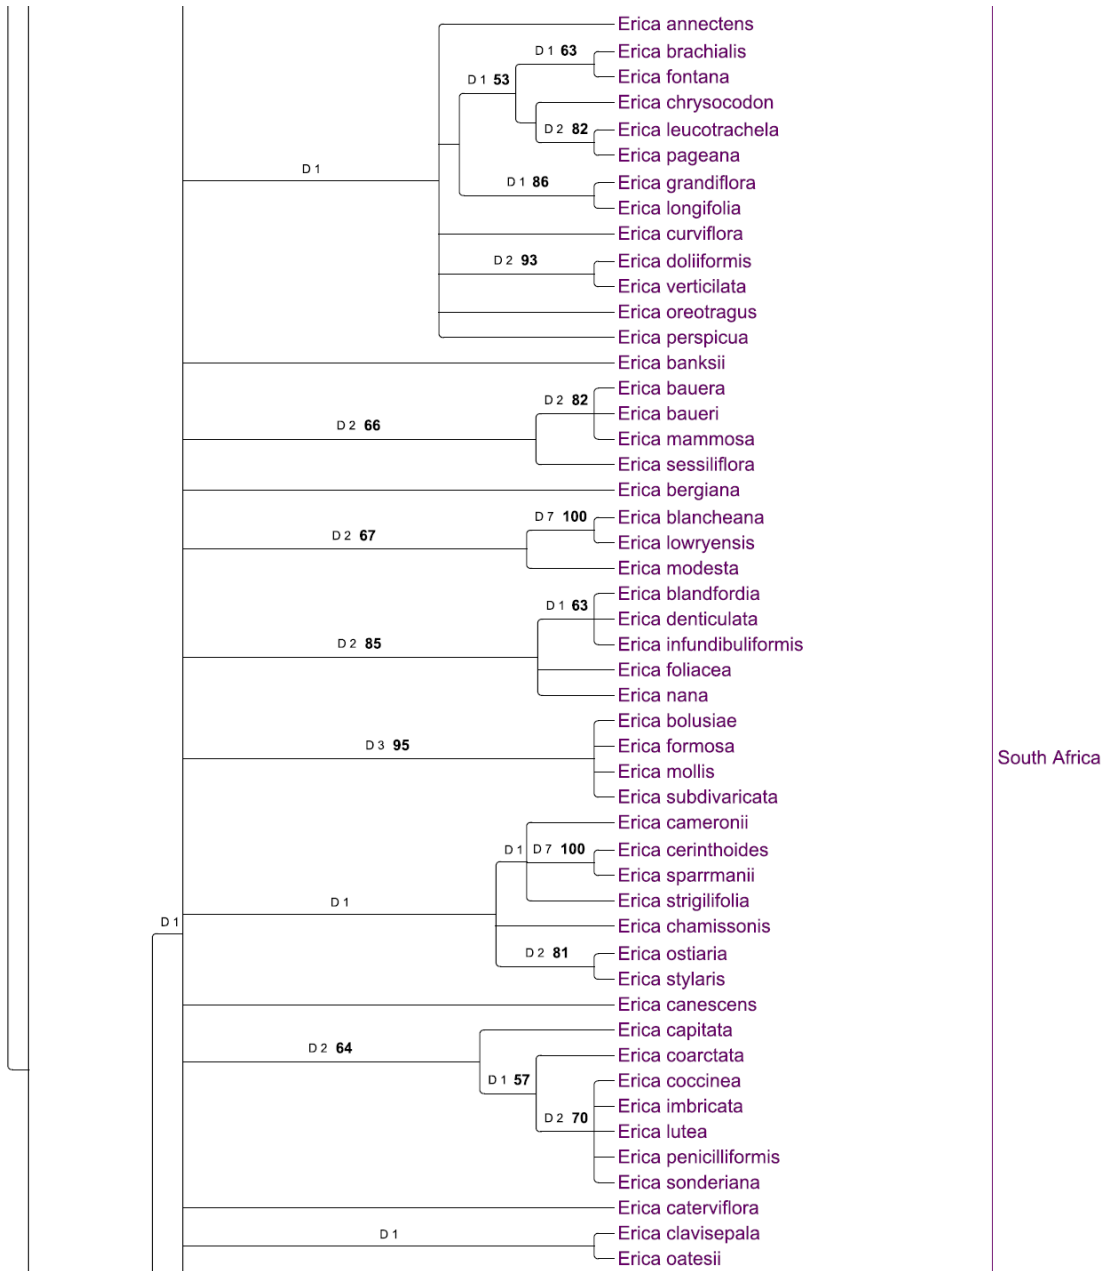 Erica annectens
D 1 63
Erica brachialis
D 1 53
Erica fontana
Erica chrysocodon
D 2 82
Erica leucotrachela
Erica pageana
D 1
D 1 86
Erica grandiflora
Erica longifolia
Erica curviflora
D 2 93
Erica doliiformis
Erica verticilata
Erica oreotragus
Erica perspicua
Erica banksii
Erica bauera
D 2 82
Erica baueri
D 2 66
Erica mammosa
Erica sessiliflora
Erica bergiana
D 7 100
Erica blancheana
D 2 67
Erica lowryensis
Erica modesta
Erica blandfordia
D 1 63
Erica denticulata
D 2 85
Erica infundibuliformis
Erica foliacea
Erica nana
Erica bolusiae
D 3 95
Erica formosa
South Africa
Erica mollis
Erica subdivaricata
Erica cameronii
D 1
D 7 100
Erica cerinthoides
Erica sparrmanii
D 1
Erica strigilifolia
D 1
Erica chamissonis
D 2 81
Erica ostiaria
Erica stylaris
Erica canescens
Erica capitata
D 2 64
Erica coarctata
D 1 57
Erica coccinea
Erica imbricata
D 2 70
Erica lutea
Erica penicilliformis
Erica sonderiana
Erica caterviflora
D 1
Erica clavisepala
Erica oatesii